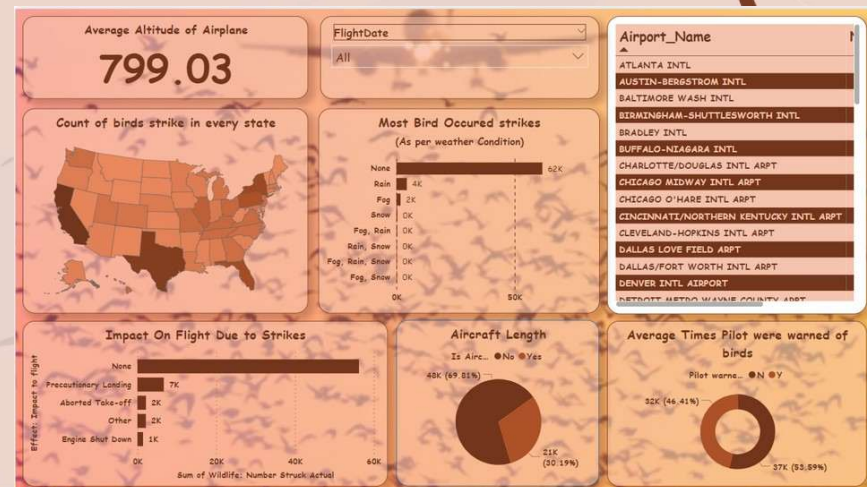 Average Altitude of Airplane
799.03
FlightDate
All
Airport_Name
ATLANTA INTL
AUSTIN-BERGSTROM INTL
BALTIMORE WASH INTL
BIRMINGHAM-SHUTTLESWORTH INTL
BRADLEY INTL
BUFFALO-NIAGARA INTL
CHARLOTTE/DOUGLAS INTL ARPT
CHICAGO MIDWAY INTL ARPT
CHICAGO O'HARE INTL ARPT
CINCINNATI/NORTHERN KENTUCKY INTL ARPT
CLEVELAND-HOPKINS INTL ARPT
DALLAS LOVE FIELD ARPT
DALLAS/FORT WORTH INTL ARPT
DENVER INTL AIRPORT
DETROIT METRO WAYNE COUNTY ARPT
Count of birds strike in every state
Most Bird Occured strikes
(As per weather Condition)
None 62K
Rain 4K
Fog 2K
Snow 0K
Fog, Rain 0K
Rain, Snow 0K
Fog, Rain, Snow 0K
Fog, Snow 0K
0K 50K
Impact On Flight Due to Strikes
Effect: Impact to flight
None
Precautionary Landing 7K
Aborted Take-off 2K
Other 2K
Engine Shut Down 1K
0K 20K 40K 60K
Sum of Wildlife: Number Struck Actual
Aircraft Length
Is Airc... No Yes
48K (69.81%)
21K
(30.19%)
Average Times Pilot were warned of
birds
Pilot warne... N Y
32K (46.41%)
37K (53.59%)